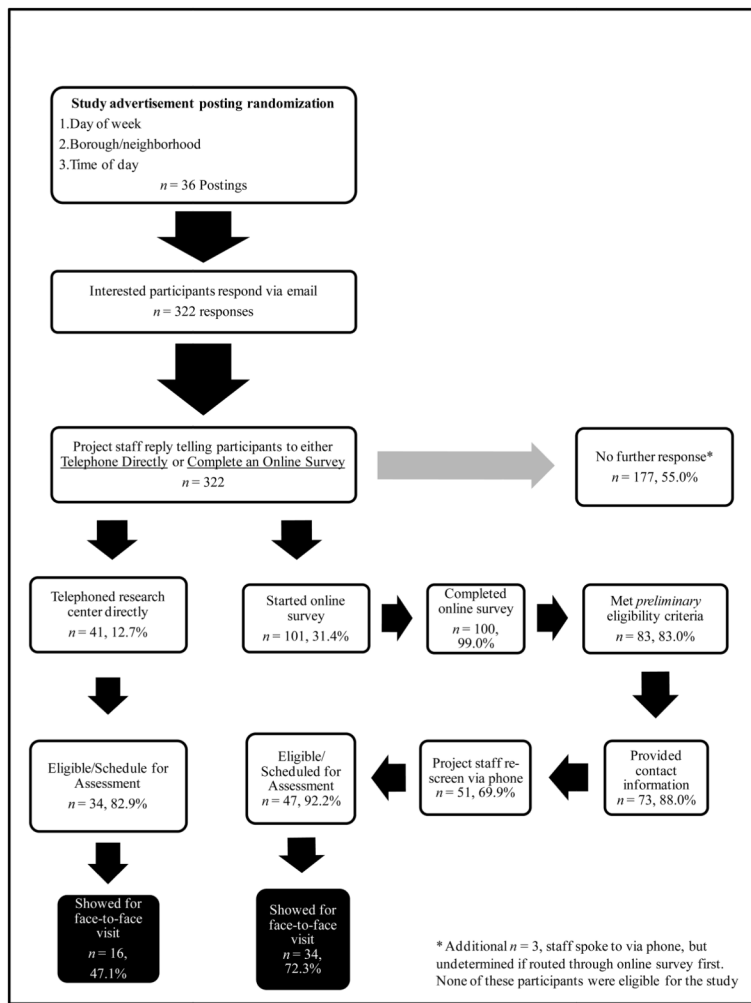 Study advertisement posting randomization
1.Day of week
2.Borough/neighborhood
3.Time of day
n = 36 Postings
Interested participants respond via email
n = 322 responses
Project staff reply telling participants to either
Telephone Directly or Complete an Online Survey
n = 322
No further response*
n = 177, 55.0%
Telephoned research
center directly
n = 41, 12.7%
Started online
survey
n = 101, 31.4%
Completed
online survey
n = 100,
99.0%
Met preliminary
eligibility criteria
n = 83, 83.0%
Eligible/Schedule for
Assessment
n = 34, 82.9%
Eligible/
Scheduled for
Assessment
n = 47, 92.2%
Project staff re-
screen via phone
n = 51, 69.9%
Provided
contact
information
n = 73, 88.0%
Showed for
face-to-face
visit
n = 16,
47.1%
Showed for
face-to-face
visit
n = 34,
72.3%
* Additional n = 3, staff spoke to via phone, but
undetermined if routed through online survey first.
None of these participants were eligible for the study